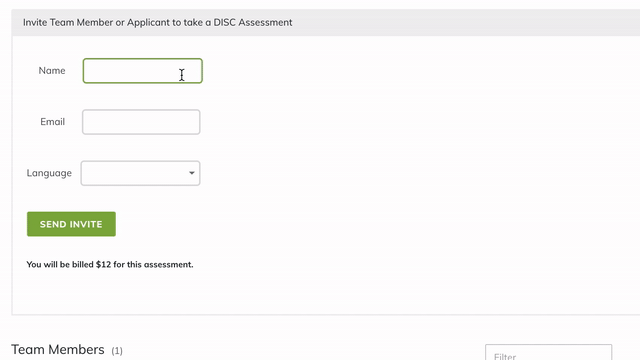 Invite Team Member or Applicant to take a DISC Assessment
Name
Email
Language
SEND INVITE
You will be billed $12 for this assessment.
Team Members (1)
Filter